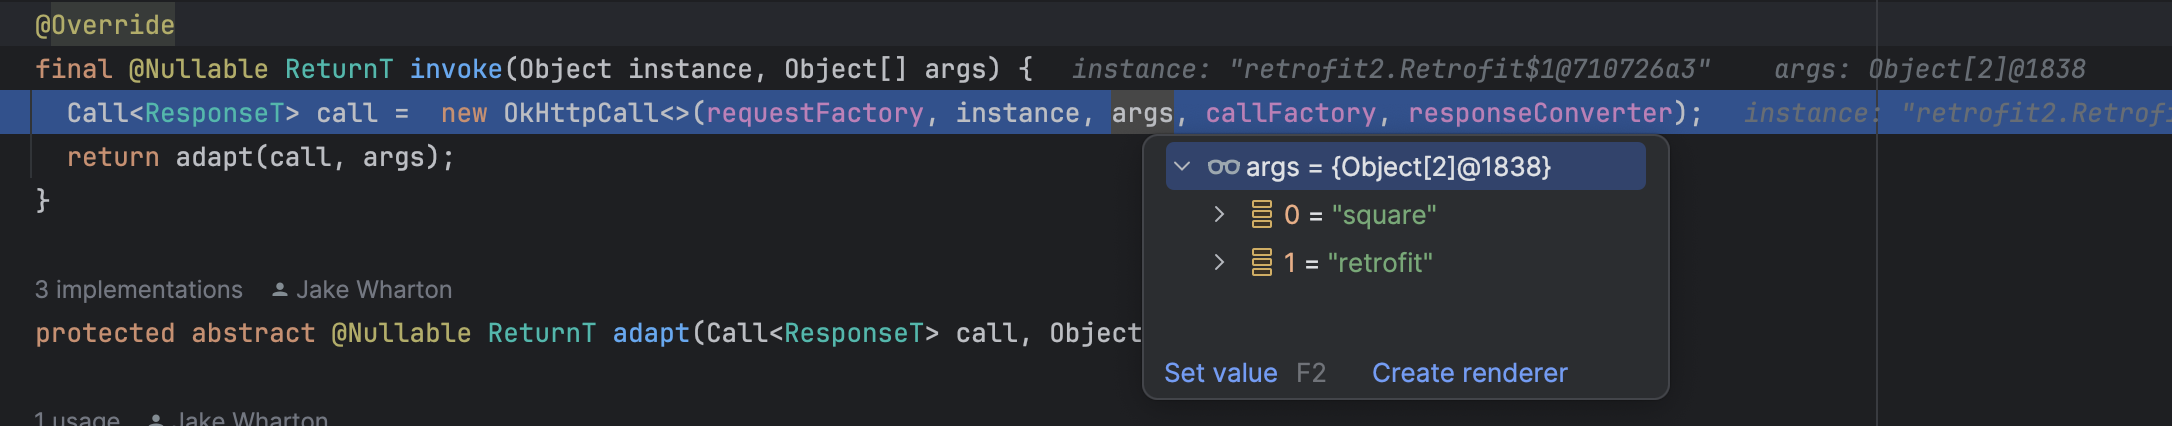 @Override
final @Nullable ReturnT invoke(Object instance, Object[] args) { instance: "retrofit2.Retrofit$1@710726a3" args: Object[2]@1838
Call<ResponseT> call = new OkHttpCall<>(requestFactory, instance, args, callFactory, responseConverter); instance: "retrofit2.Retrofi
return adapt(call, args);
}
args = {Object[2]@1838}
0 = "square"
1 = "retrofit"
Set value F2 Create renderer
3 implementations Jake Wharton
protected abstract @Nullable ReturnT adapt(Call<ResponseT> call, Object
1 usage Jake Wharton